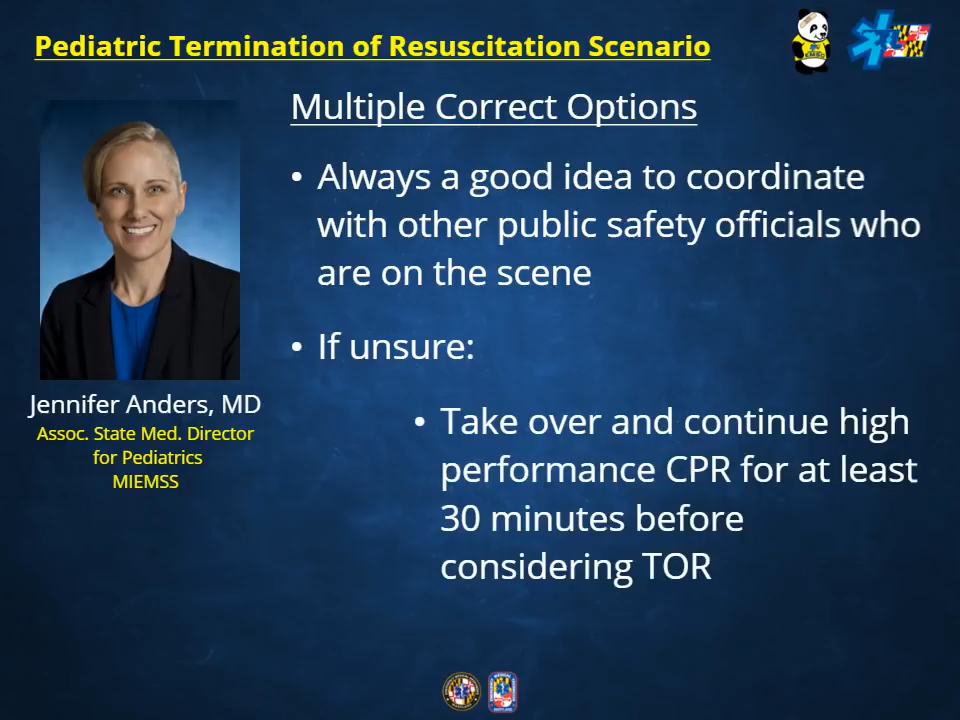 Pediatric Termination of Resuscitation Scenario
Multiple Correct Options
• Always a good idea to coordinate
with other public safety officials who
are on the scene
• If unsure:
• Take over and continue high
performance CPR for at least
30 minutes before
considering TOR
Jennifer Anders, MD
Assoc. State Med. Director
for Pediatrics
MIEMSS